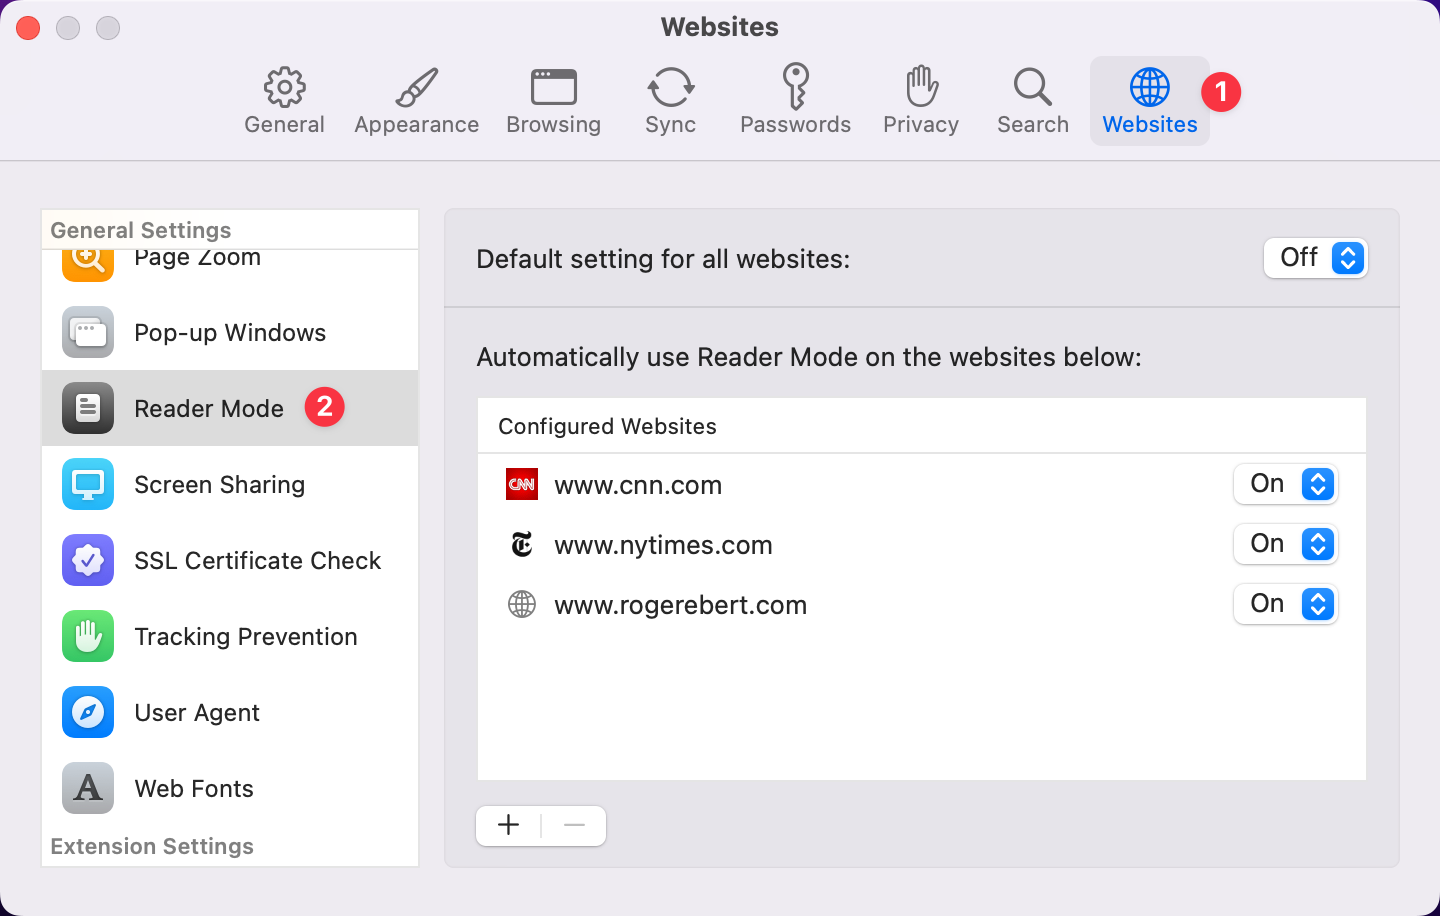 Websites
General
Appearance
Browsing
Sync
Passwords
Privacy
Search
Websites
1
General Settings
Page Zoom
Pop-up Windows
Reader Mode
2
Screen Sharing
SSL Certificate Check
Tracking Prevention
User Agent
A
Web Fonts
Extension Settings
Default setting for all websites:
Off
Automatically use Reader Mode on the websites below:
Configured Websites
CNN
www.cnn.com
On
T
www.nytimes.com
On
www.rogerebert.com
On